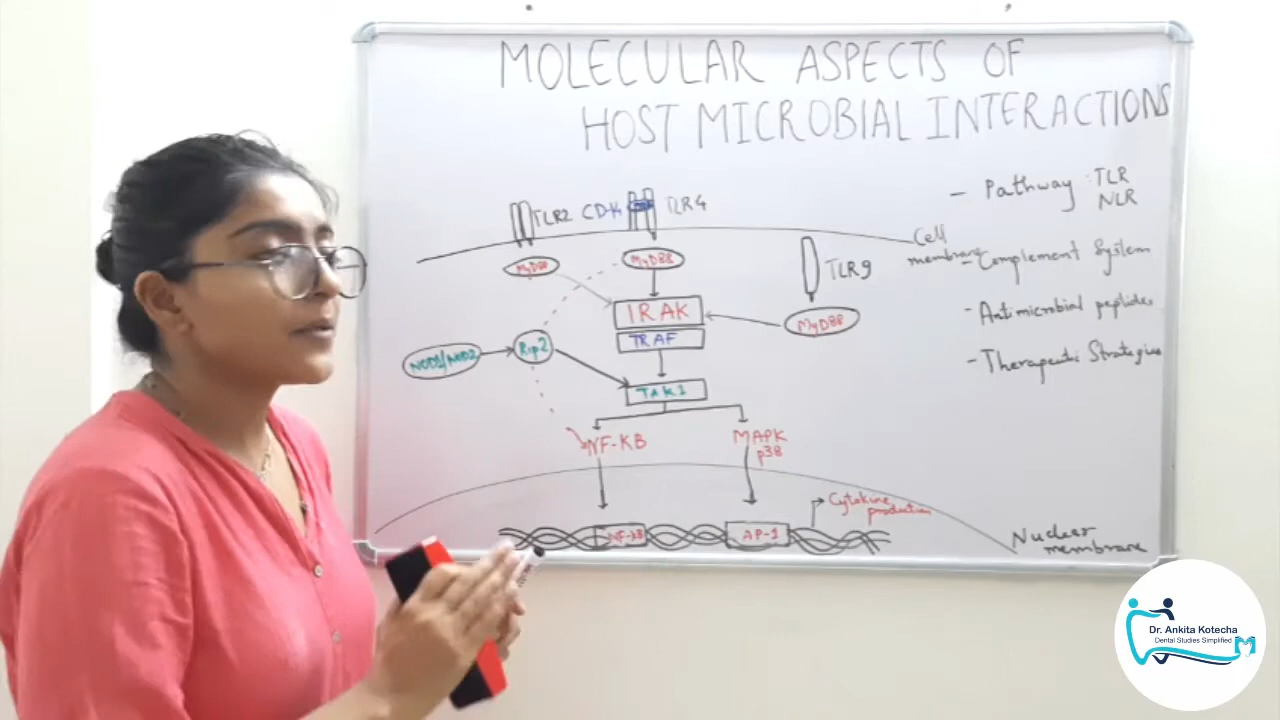 MOLECULAR ASPECTS OF
HOST MICROBIAL INTERACTIONS
TLR2 CD14 TLR4
MyD88
MyD88
TLR9
MyD88
IRAK
TRAF
NOD1/NOD2
Rip2
TAK1
NF-KB
MAPK
p38
NF-kB
AP-1
Cytokine
production
Cell
membrane
Nuclear
membrane
- Pathway : TLR
NLR
- Complement System
- Antimicrobial peptides
- Therapeutic Strategies
Dr. Ankita Kotecha
Dental Studies Simplified